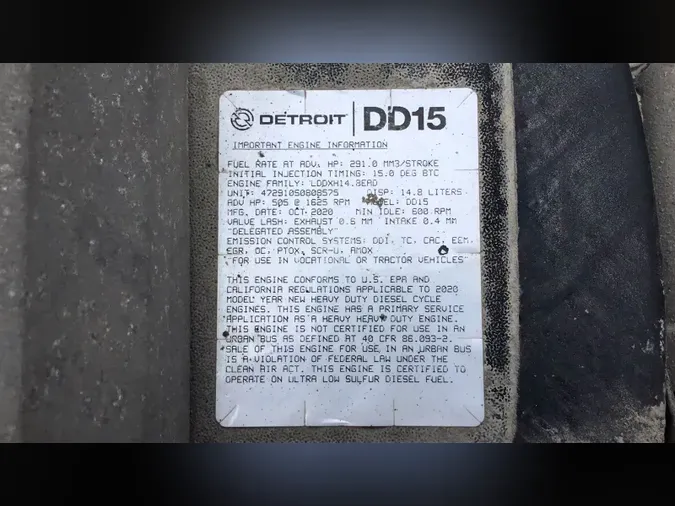 DETROIT DD15
IMPORTANT ENGINE INFORMATION
FUEL RATE AT ADV. HP: 291.0 MM3/STROKE
INITIAL INJECTION TIMING: 15.0 DEG BTC
ENGINE FAMILY: LDDXH14.8EAD
UNIT: 472910S0808575 DISP: 14.8 LITERS
ADV HP: 505 @ 1625 RPM MODEL: DD15
MFG. DATE: OCT 2020 MIN IDLE: 600 RPM
VALVE LASH: EXHAUST 0.6 MM INTAKE 0.4 MM
"DELEGATED ASSEMBLY"
EMISSION CONTROL SYSTEMS: DDI, TC, CAC, ECM,
EGR, OC, PTOX, SCR-U, AMOX
"FOR USE IN VOCATIONAL OR TRACTOR VEHICLES"
THIS ENGINE CONFORMS TO U.S. EPA AND
CALIFORNIA REGULATIONS APPLICABLE TO 2020
MODEL YEAR NEW HEAVY DUTY DIESEL CYCLE
ENGINES. THIS ENGINE HAS A PRIMARY SERVICE
APPLICATION AS A HEAVY HEAVY DUTY ENGINE.
THIS ENGINE IS NOT CERTIFIED FOR USE IN AN
URBAN BUS AS DEFINED AT 40 CFR 86.093-2.
SALE OF THIS ENGINE FOR USE, IN AN URBAN BUS
IS A VIOLATION OF FEDERAL LAW UNDER THE
CLEAN AIR ACT. THIS ENGINE IS CERTIFIED TO
OPERATE ON ULTRA LOW SULFUR DIESEL FUEL.